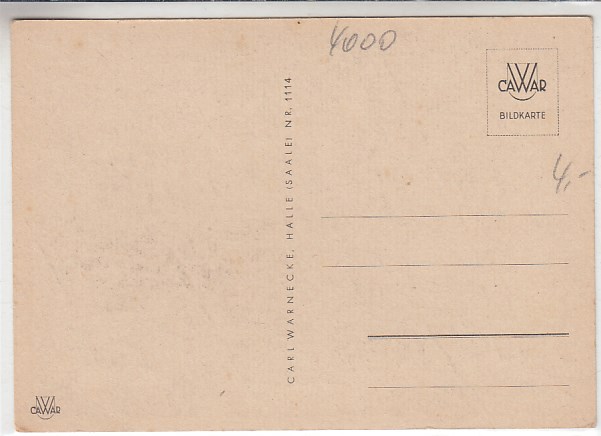 4000
CAWAR
BILDKARTE
4,-
CARL WARNECKE, HALLE (SAALE) NR. 1114
CAWAR